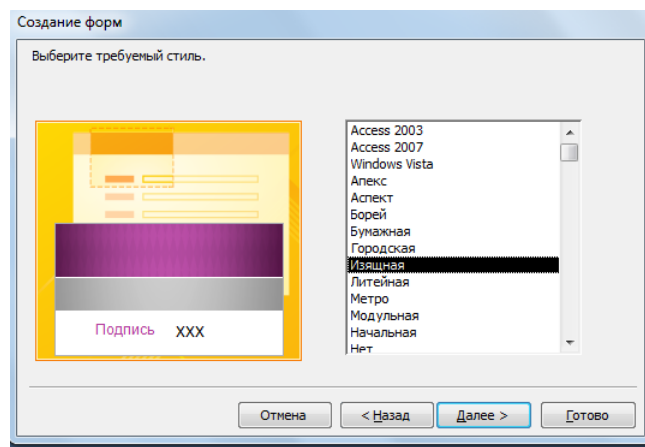 Создание форм
Выберите требуемый стиль.
Access 2003
Access 2007
Windows Vista
Апекс
Аспект
Борей
Бумажная
Городская
Изящная
Литейная
Метро
Модульная
Начальная
Нет
Подпись xxx
Отмена
< Назад
Далее >
Готово